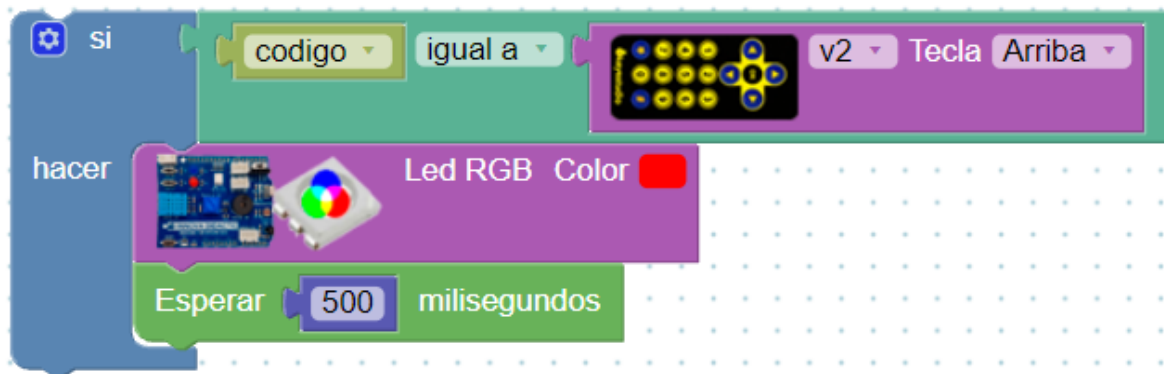 si codigo igual a v2 Tecla Arriba
hacer Led RGB Color
Esperar 500 milisegundos